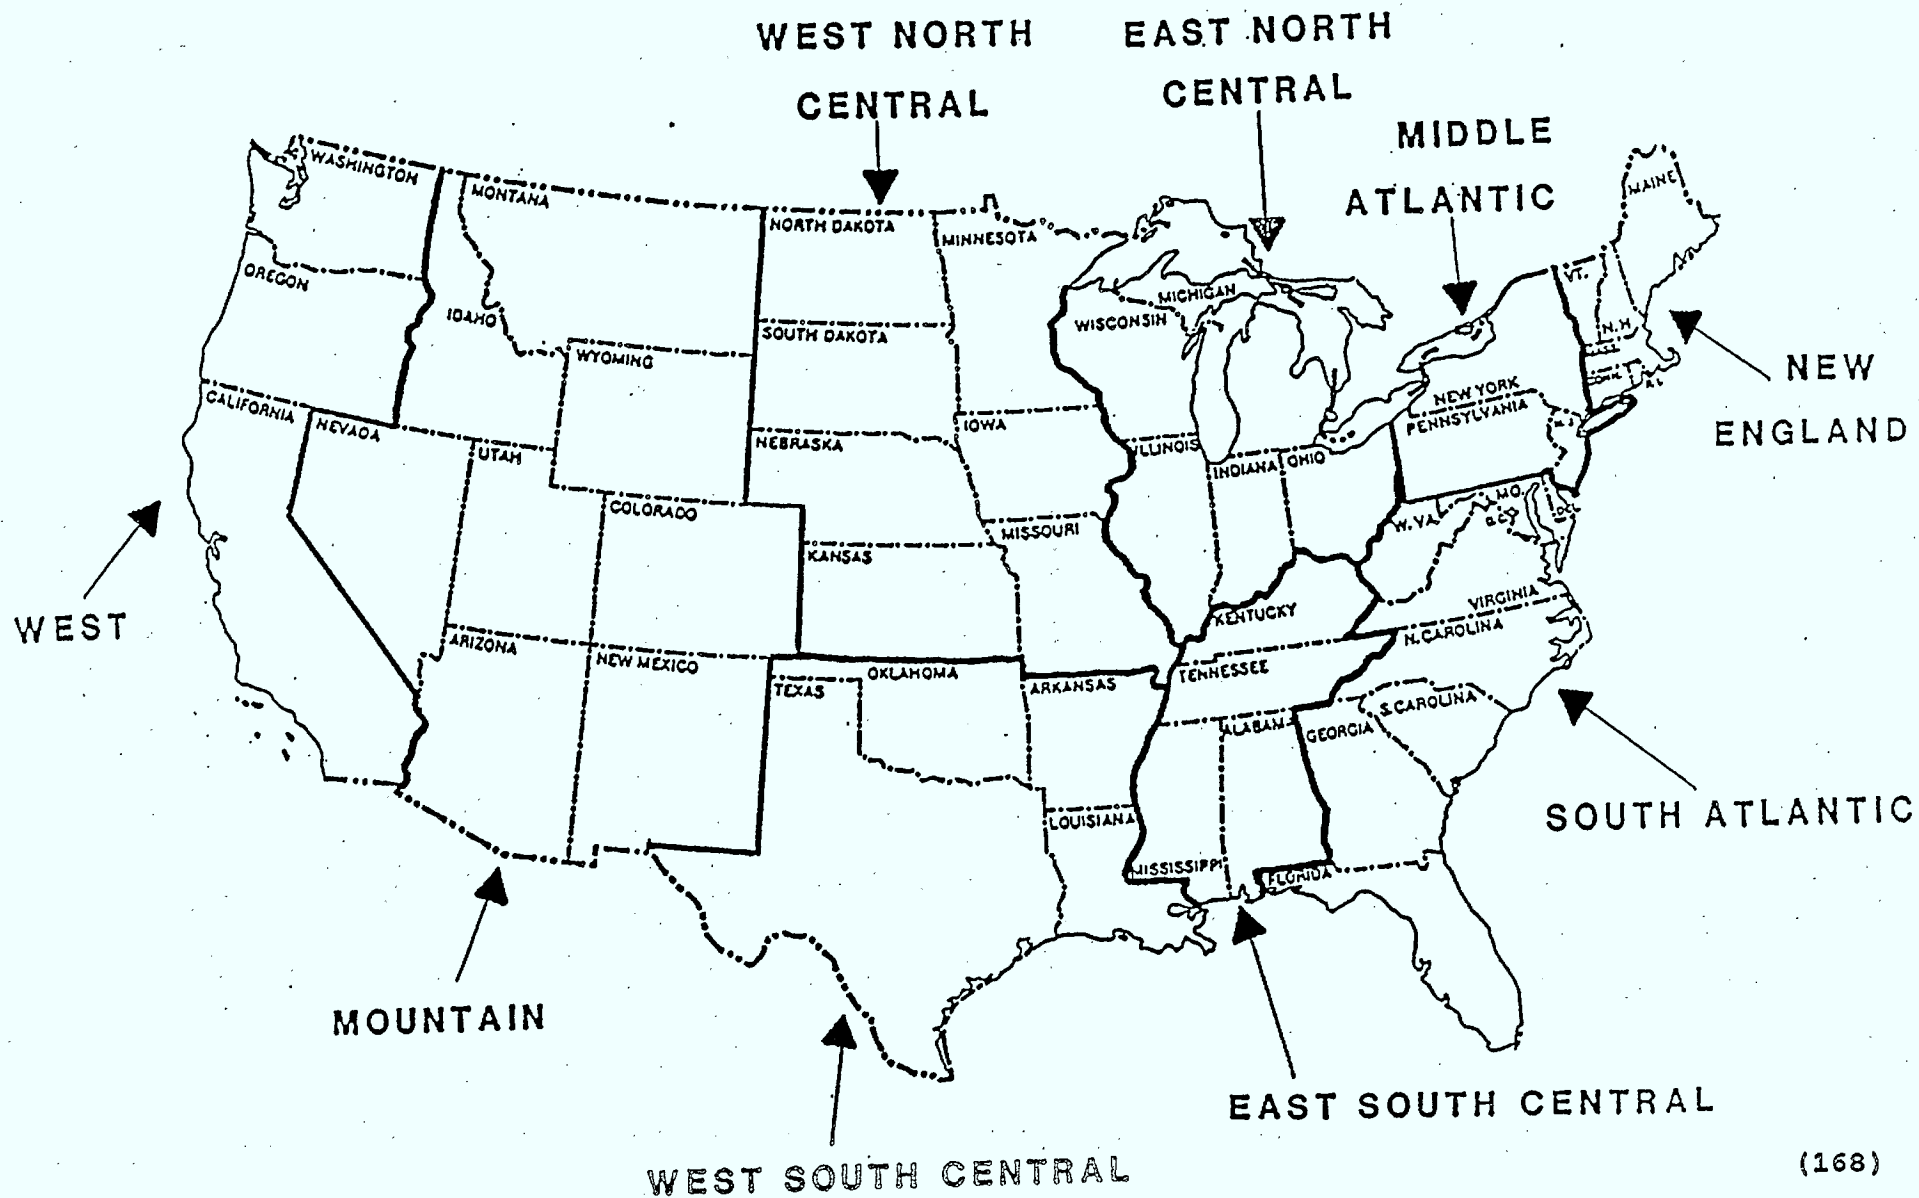 WEST NORTH
CENTRAL
EAST NORTH
CENTRAL
MIDDLE
ATLANTIC
NEW
ENGLAND
WEST
MOUNTAIN
WEST SOUTH CENTRAL
EAST SOUTH CENTRAL
SOUTH ATLANTIC
WASHINGTON
MONTANA
NORTH DAKOTA
MINNESOTA
MAINE
OREGON
IDAHO
SOUTH DAKOTA
WISCONSIN
MICHIGAN
VT.
N.H.
MASS
CONN.
R.I.
WYOMING
CALIFORNIA
NEVADA
UTAH
NEBRASKA
IOWA
ILLINOIS
INDIANA
OHIO
NEW YORK
PENNSYLVANIA
N.J.
COLORADO
KANSAS
MISSOURI
W.VA.
MD.
D.C.
DEL
KENTUCKY
VIRGINIA
ARIZONA
NEW MEXICO
OKLAHOMA
TEXAS
ARKANSAS
TENNESSEE
N.CAROLINA
S.CAROLINA
ALABAMA
GEORGIA
LOUISIANA
MISSISSIPPI
FLORIDA
(168)